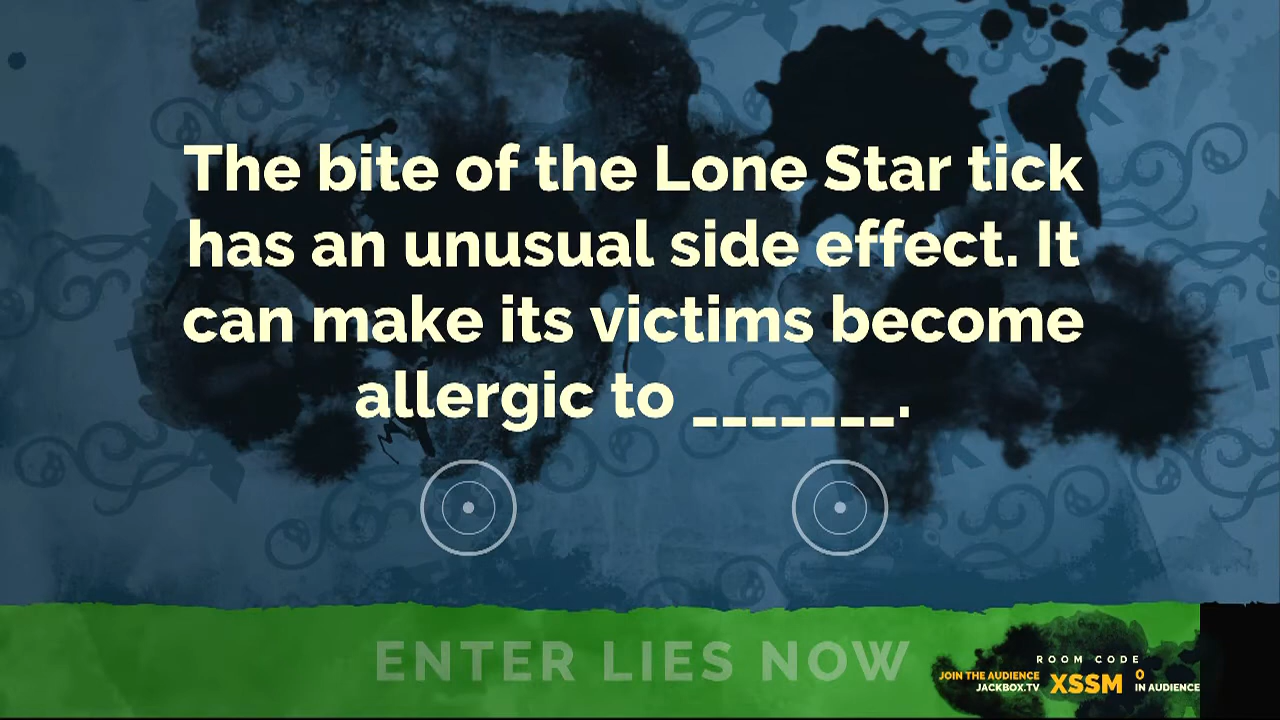 The bite of the Lone Star tick
has an unusual side effect. It
can make its victims become
allergic to _______.
ENTER LIES NOW
ROOM CODE
JOIN THE AUDIENCE
JACKBOX.TV
XSSM
0
IN AUDIENCE